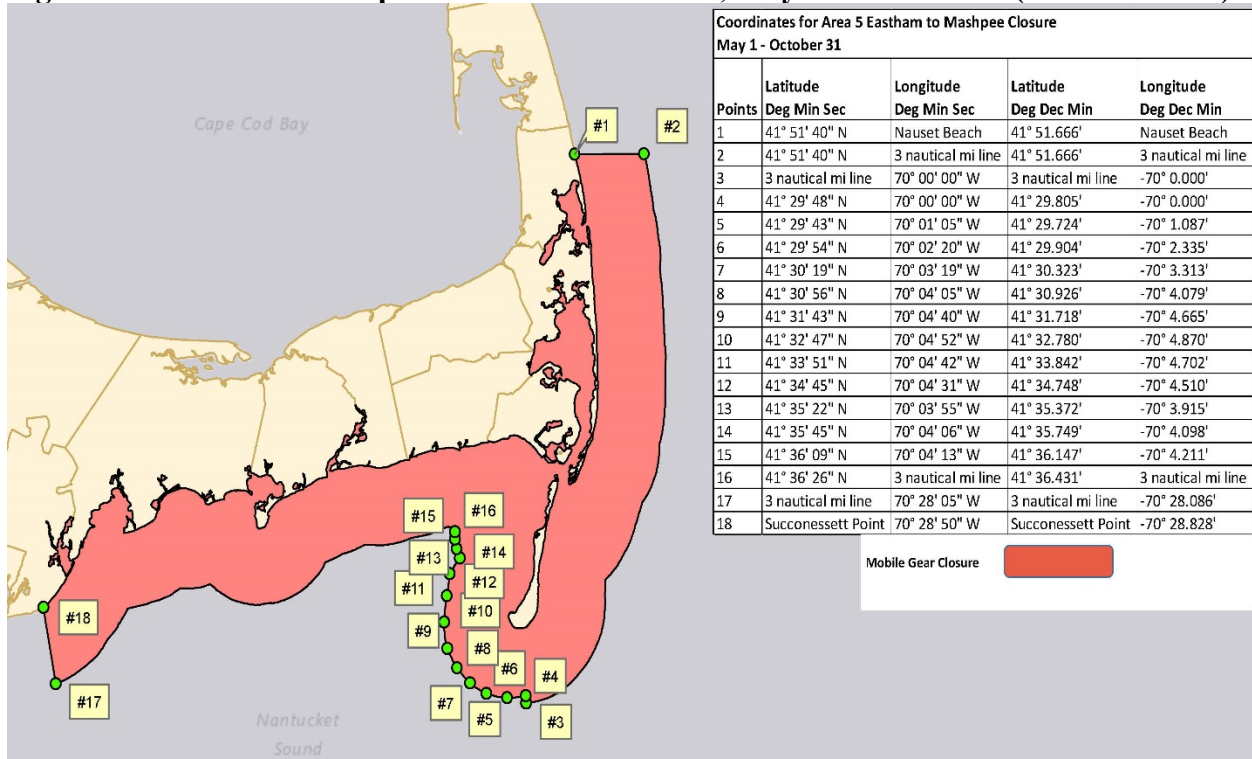 Coordinates for Area 5 Eastham to Mashpee Closure
May 1 - October 31
Points Latitude Deg Min Sec Longitude Deg Min Sec Latitude Deg Dec Min Longitude Deg Dec Min
1 41° 51' 40" N Nauset Beach 41° 51.666' Nauset Beach
2 41° 51' 40" N 3 nautical mi line 41° 51.666' 3 nautical mi line
3 3 nautical mi line 70° 00' 00" W 3 nautical mi line -70° 0.000'
4 41° 29' 48" N 70° 00' 00" W 41° 29.805' -70° 0.000'
5 41° 29' 43" N 70° 01' 05" W 41° 29.724' -70° 1.087'
6 41° 29' 54" N 70° 02' 20" W 41° 29.904' -70° 2.335'
7 41° 30' 19" N 70° 03' 19" W 41° 30.323' -70° 3.313'
8 41° 30' 56" N 70° 04' 05" W 41° 30.926' -70° 4.079'
9 41° 31' 43" N 70° 04' 40" W 41° 31.718' -70° 4.665'
10 41° 32' 47" N 70° 04' 52" W 41° 32.780' -70° 4.870'
11 41° 33' 51" N 70° 04' 42" W 41° 33.842' -70° 4.702'
12 41° 34' 45" N 70° 04' 31" W 41° 34.748' -70° 4.510'
13 41° 35' 22" N 70° 03' 55" W 41° 35.372' -70° 3.915'
14 41° 35' 45" N 70° 04' 06" W 41° 35.749' -70° 4.098'
15 41° 36' 09" N 70° 04' 13" W 41° 36.147' -70° 4.211'
16 41° 36' 26" N 3 nautical mi line 41° 36.431' 3 nautical mi line
17 3 nautical mi line 70° 28' 05" W 3 nautical mi line -70° 28.086'
18 Succonessett Point 70° 28' 50" W Succonessett Point -70° 28.828'
Mobile Gear Closure
Cape Cod Bay
#1
#2
#16
#15
#14
#13
#12
#11
#10
#9
#8
#6
#4
#7
#5
#3
#18
#17
Nantucket
Sound